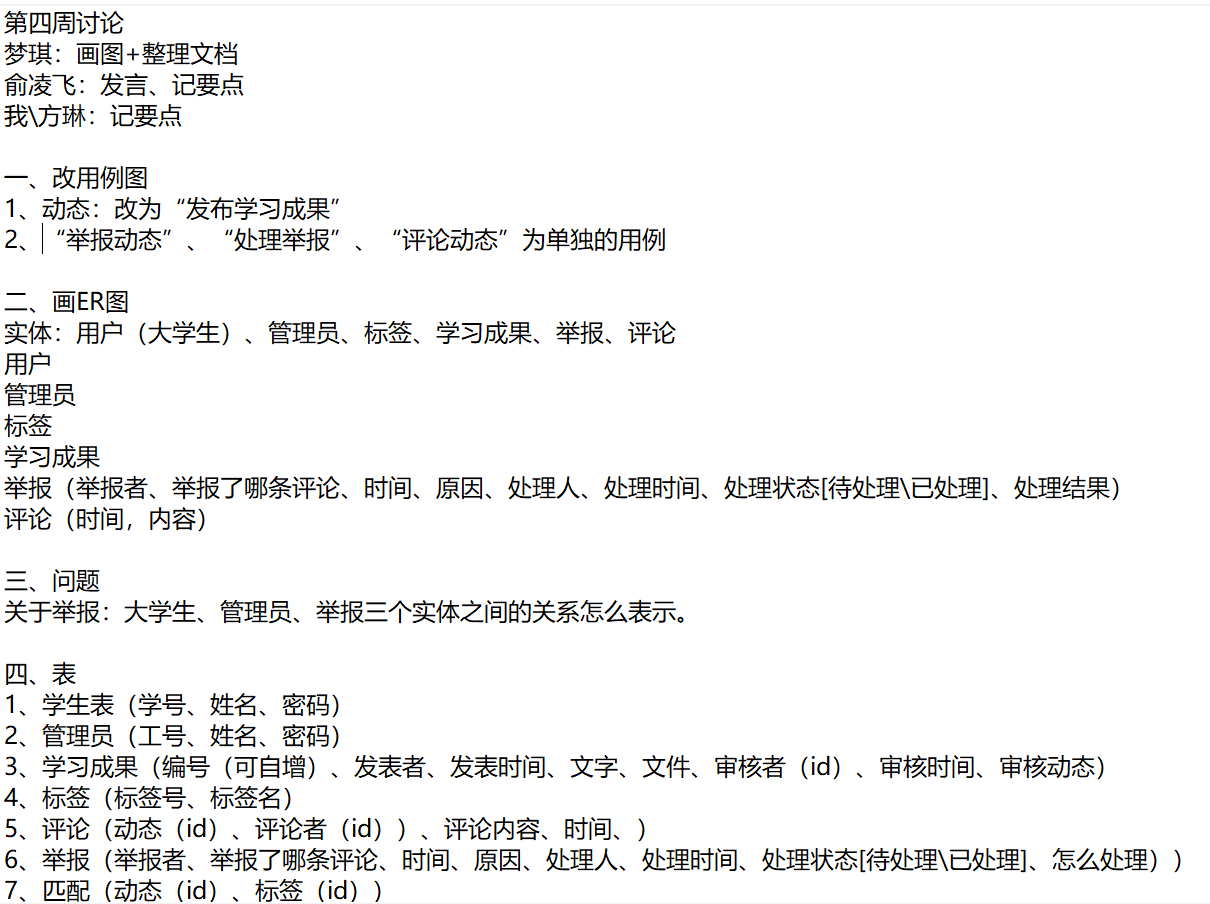 第四周讨论
梦琪：画图+整理文档
俞凌飞：发言、记要点
我\方琳：记要点
一、改用例图
1、动态：改为“发布学习成果”
2、“举报动态”、“处理举报”、“评论动态”为单独的用例
二、画ER图
实体：用户（大学生）、管理员、标签、学习成果、举报、评论
用户
管理员
标签
学习成果
举报（举报者、举报了哪条评论、时间、原因、处理人、处理时间、处理状态[待处理\已处理]、处理结果）
评论（时间，内容）
三、问题
关于举报：大学生、管理员、举报三个实体之间的关系怎么表示。
四、表
1、学生表（学号、姓名、密码）
2、管理员（工号、姓名、密码）
3、学习成果（编号（可自增）、发表者、发表时间、文字、文件、审核者（id）、审核时间、审核动态）
4、标签（标签号、标签名）
5、评论（动态（id）、评论者（id））、评论内容、时间、）
6、举报（举报者、举报了哪条评论、时间、原因、处理人、处理时间、处理状态[待处理\已处理]、怎么处理））
7、匹配（动态（id）、标签（id））